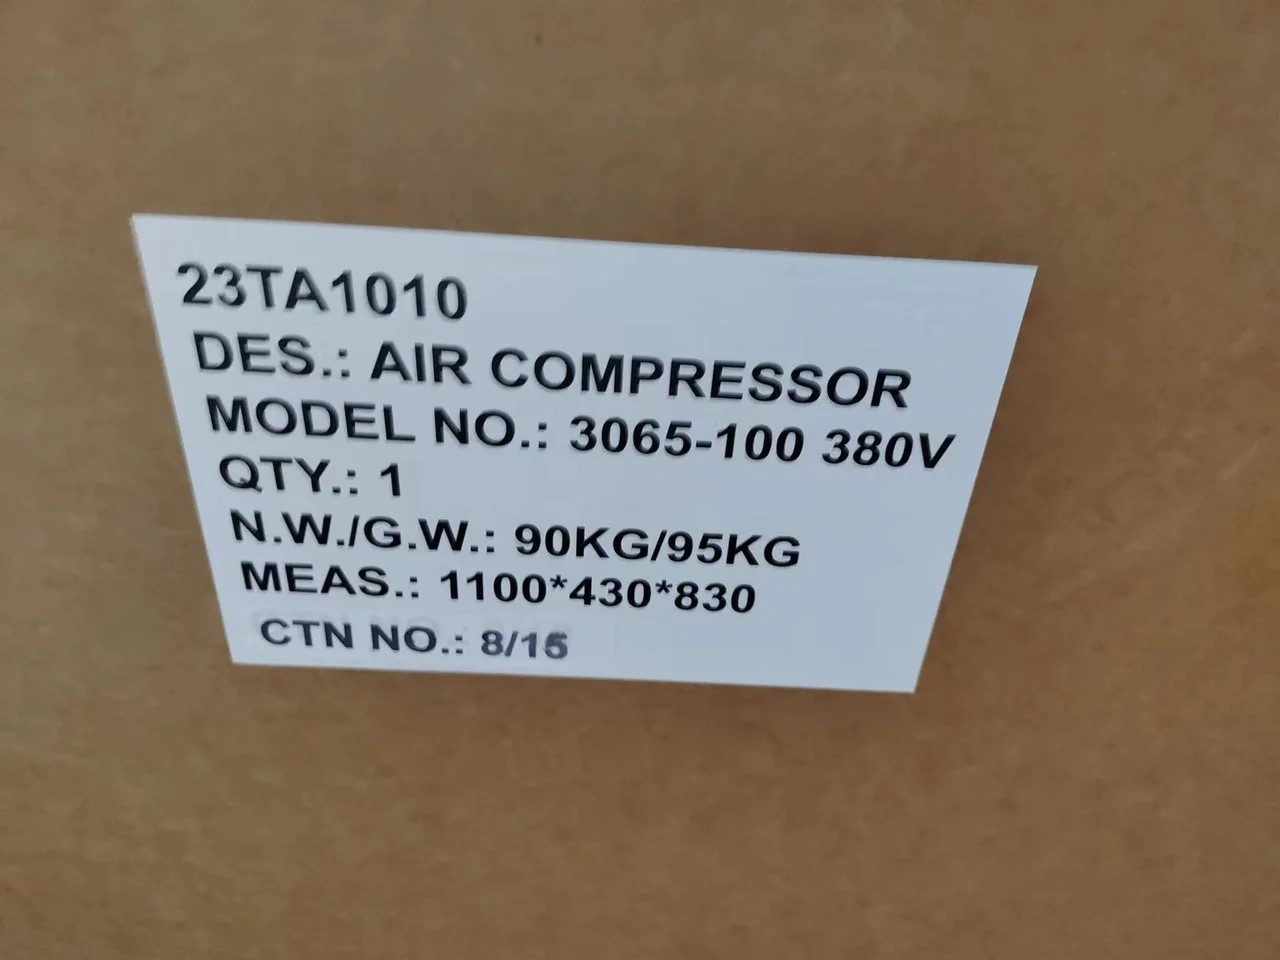 23TA1010
DES.: AIR COMPRESSOR
MODEL NO.: 3065-100 380V
QTY.: 1
N.W./G.W.: 90KG/95KG
MEAS.: 1100*430*830
CTN NO.: 8/15